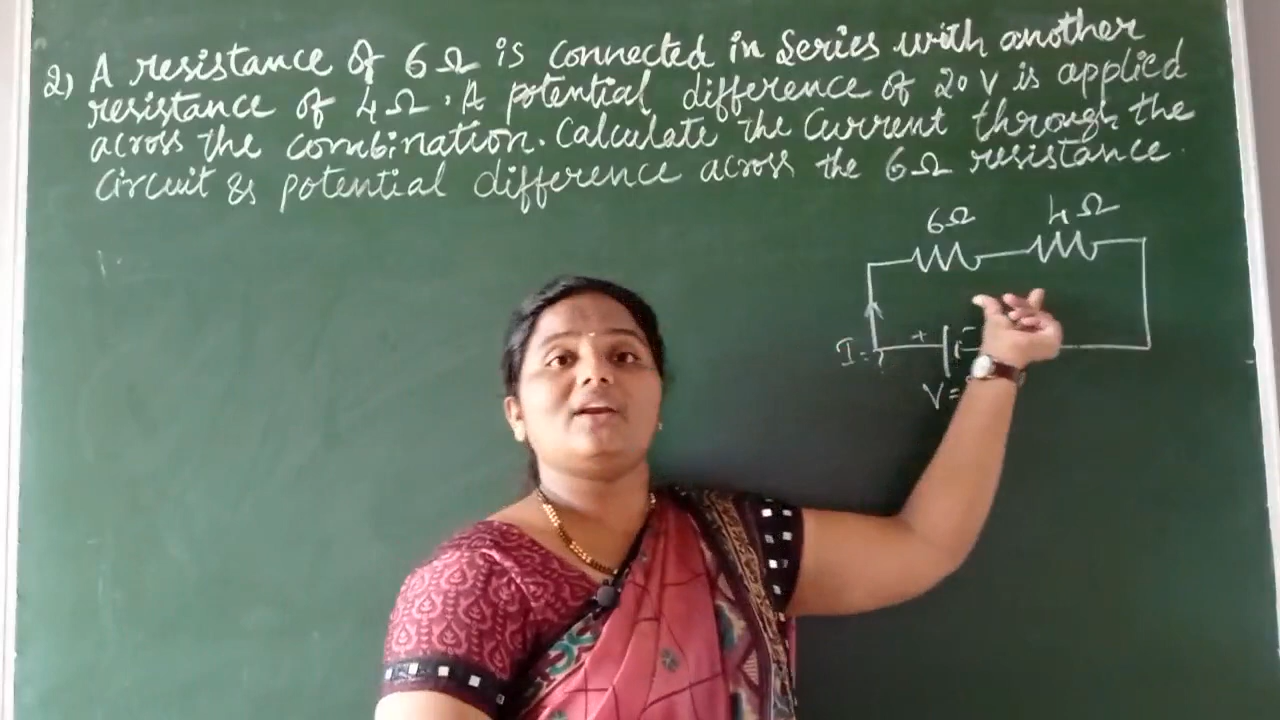 2) A resistance of 6Ω is connected in Series with another
resistance of 4Ω. A potential difference of 20V is applied
across the combination. Calculate the Current through the
Circuit & potential difference across the 6Ω resistance.
6Ω 4Ω
+ -
I=?
V=